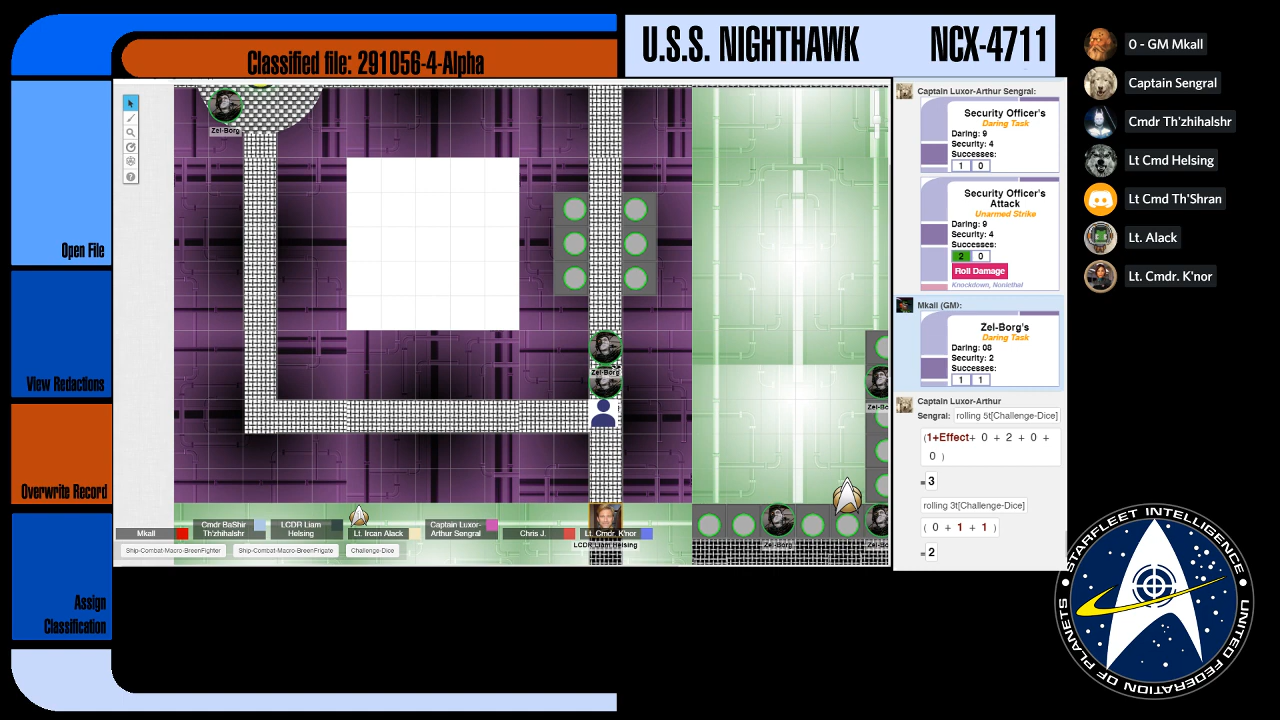 Classified file: 291056-4-Alpha
U.S.S. NIGHTHAWK
NCX-4711
Open File
View Redactions
Overwrite Record
Assign
Classification
Zel-Borg
Zel-Borg
Zel-Bo
Zel-Borg
Zel-Bo
LCDR Liam Helsing
Mkall
Cmdr BaShir
Th'zhihalshr
LCDR Liam
Helsing
Lt. Ircan Alack
Captain Luxor-
Arthur Sengral
Chris J.
Lt. Cmdr. K'nor
Ship-Combat-Macro-BreenFighter
Ship-Combat-Macro-BreenFrigate
Challenge-Dice
Captain Luxor-Arthur Sengral:
Security Officer's
Daring Task
Daring: 9
Security: 4
Successes:
1 0
Security Officer's
Attack
Unarmed Strike
Daring: 9
Security: 4
Successes:
2 0
Roll Damage
Knockdown, Nonlethal
Mkall (GM):
Zel-Borg's
Daring Task
Daring: 08
Security: 2
Successes:
1 1
Captain Luxor-Arthur
Sengral: rolling 5t[Challenge-Dice]
(1+Effect+ 0 + 2 + 0 +
0 )
=3
rolling 3t[Challenge-Dice]
( 0 + 1 + 1 )
=2
0 - GM Mkall
Captain Sengral
Cmdr Th'zhihalshr
Lt Cmd Helsing
Lt Cmd Th'Shran
Lt. Alack
Lt. Cmdr. K'nor
STARFLEET INTELLIGENCE
UNITED FEDERATION OF PLANETS